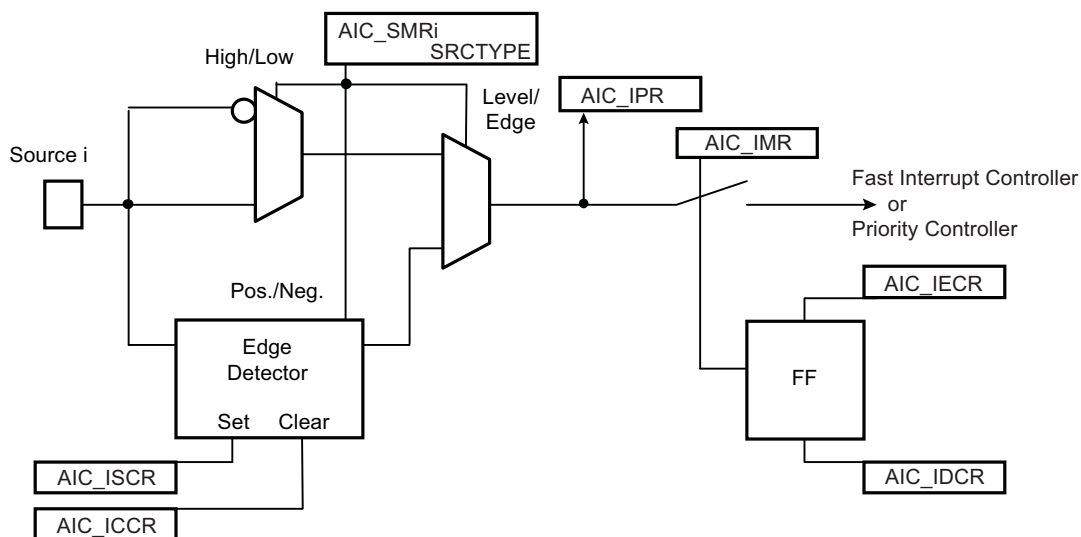 AIC_SMRi
SRCTYPE
High/Low
Level/
Edge
AIC_IPR
AIC_IMR
Source i
Fast Interrupt Controller
or
Priority Controller
Pos./Neg.
AIC_IECR
Edge
Detector
FF
Set Clear
AIC_ISCR
AIC_IDCR
AIC_ICCR